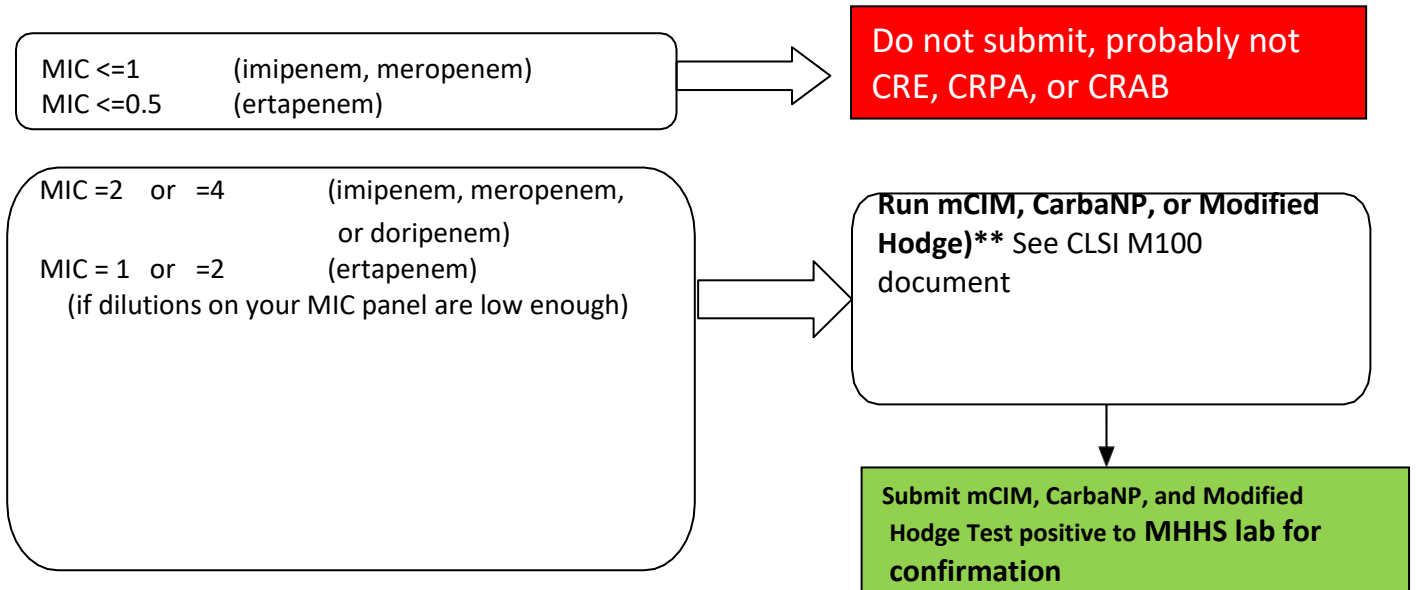 MIC <=1 (imipenem, meropenem)
MIC <=0.5 (ertapenem)
Do not submit, probably not
CRE, CRPA, or CRAB
MIC =2 or =4 (imipenem, meropenem,
or doripenem)
MIC = 1 or =2 (ertapenem)
(if dilutions on your MIC panel are low enough)
Run mCIM, CarbaNP, or Modified
Hodge)** See CLSI M100
document
Submit mCIM, CarbaNP, and Modified
Hodge Test positive to MHHS lab for
confirmation